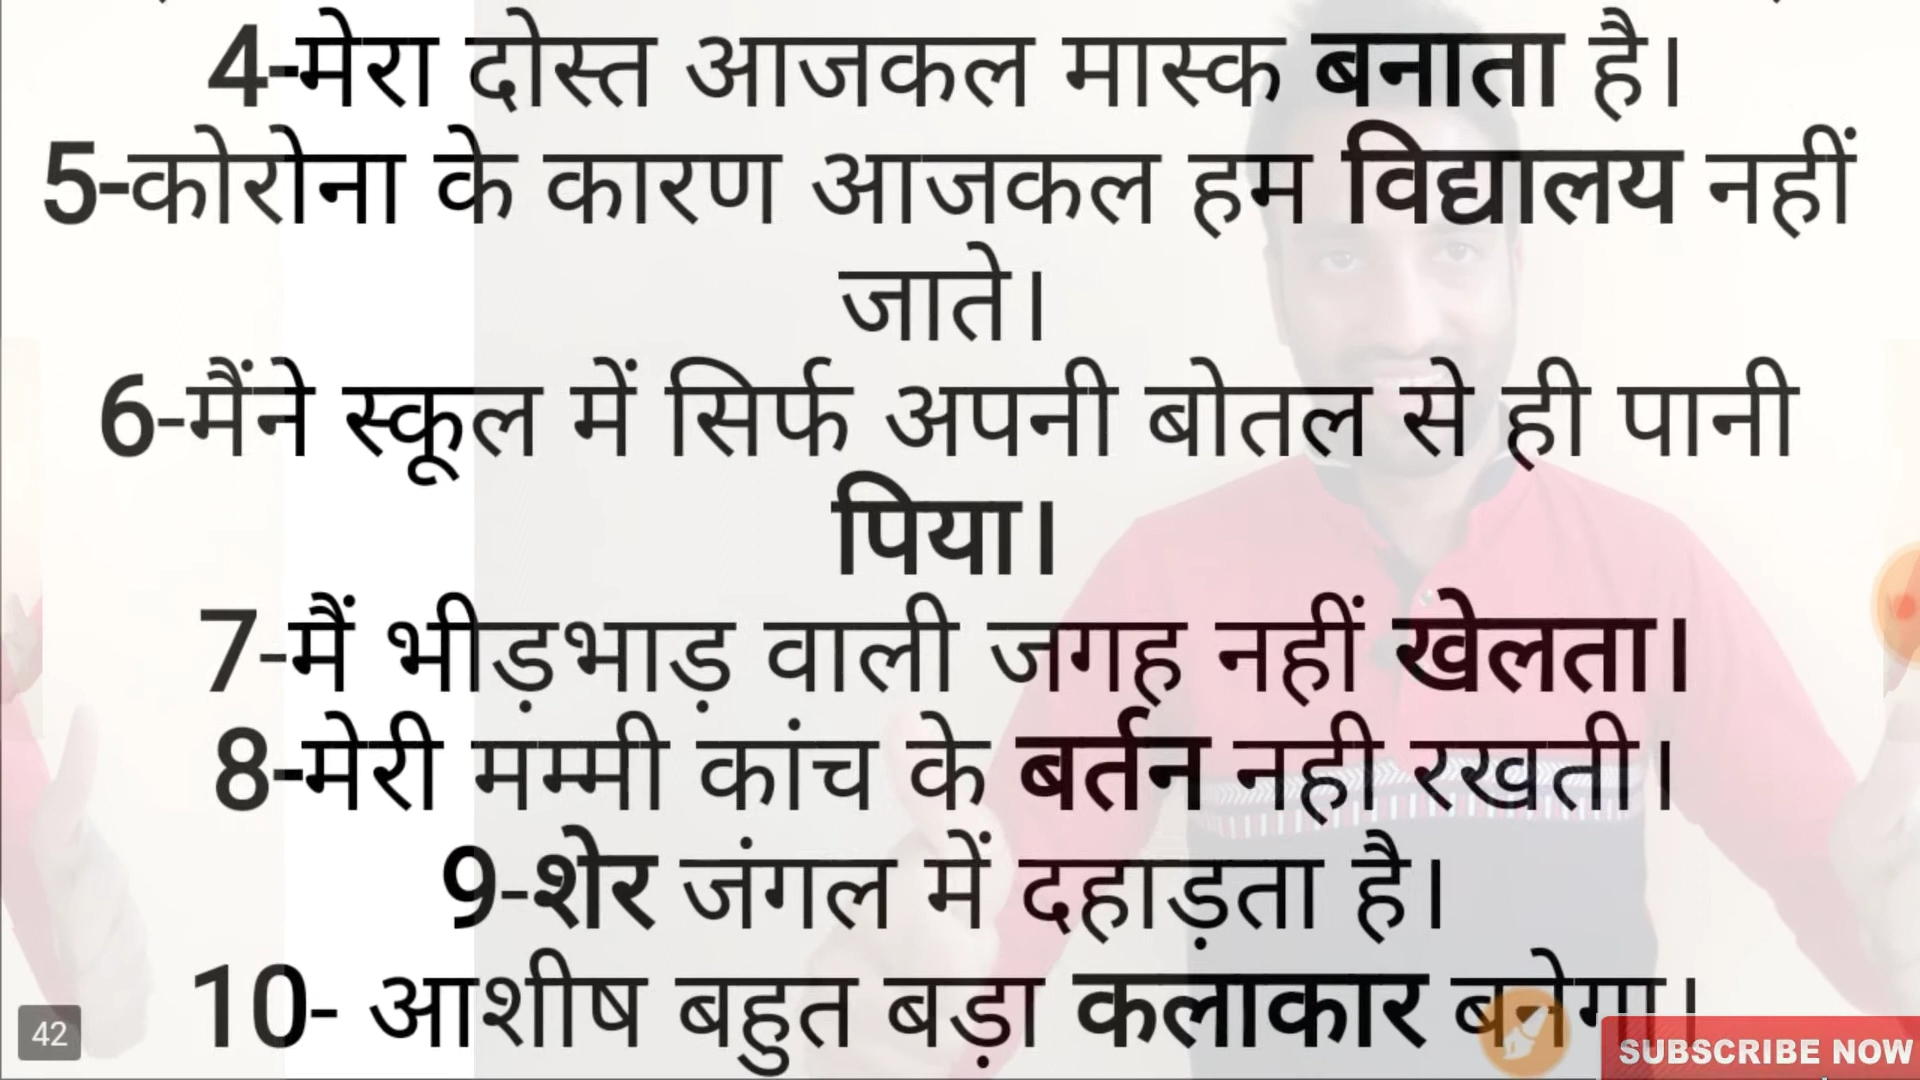 4-मेरा दोस्त आजकल मास्क बनाता है।
5-कोरोना के कारण आजकल हम विद्यालय नहीं
जाते।
6-मैंने स्कूल में सिर्फ अपनी बोतल से ही पानी
पिया।
7-मैं भीड़भाड़ वाली जगह नहीं खेलता।
8-मेरी मम्मी कांच के बर्तन नही रखती।
9-शेर जंगल में दहाड़ता है।
10- आशीष बहुत बड़ा कलाकार बनेगा।
42
SUBSCRIBE NOW